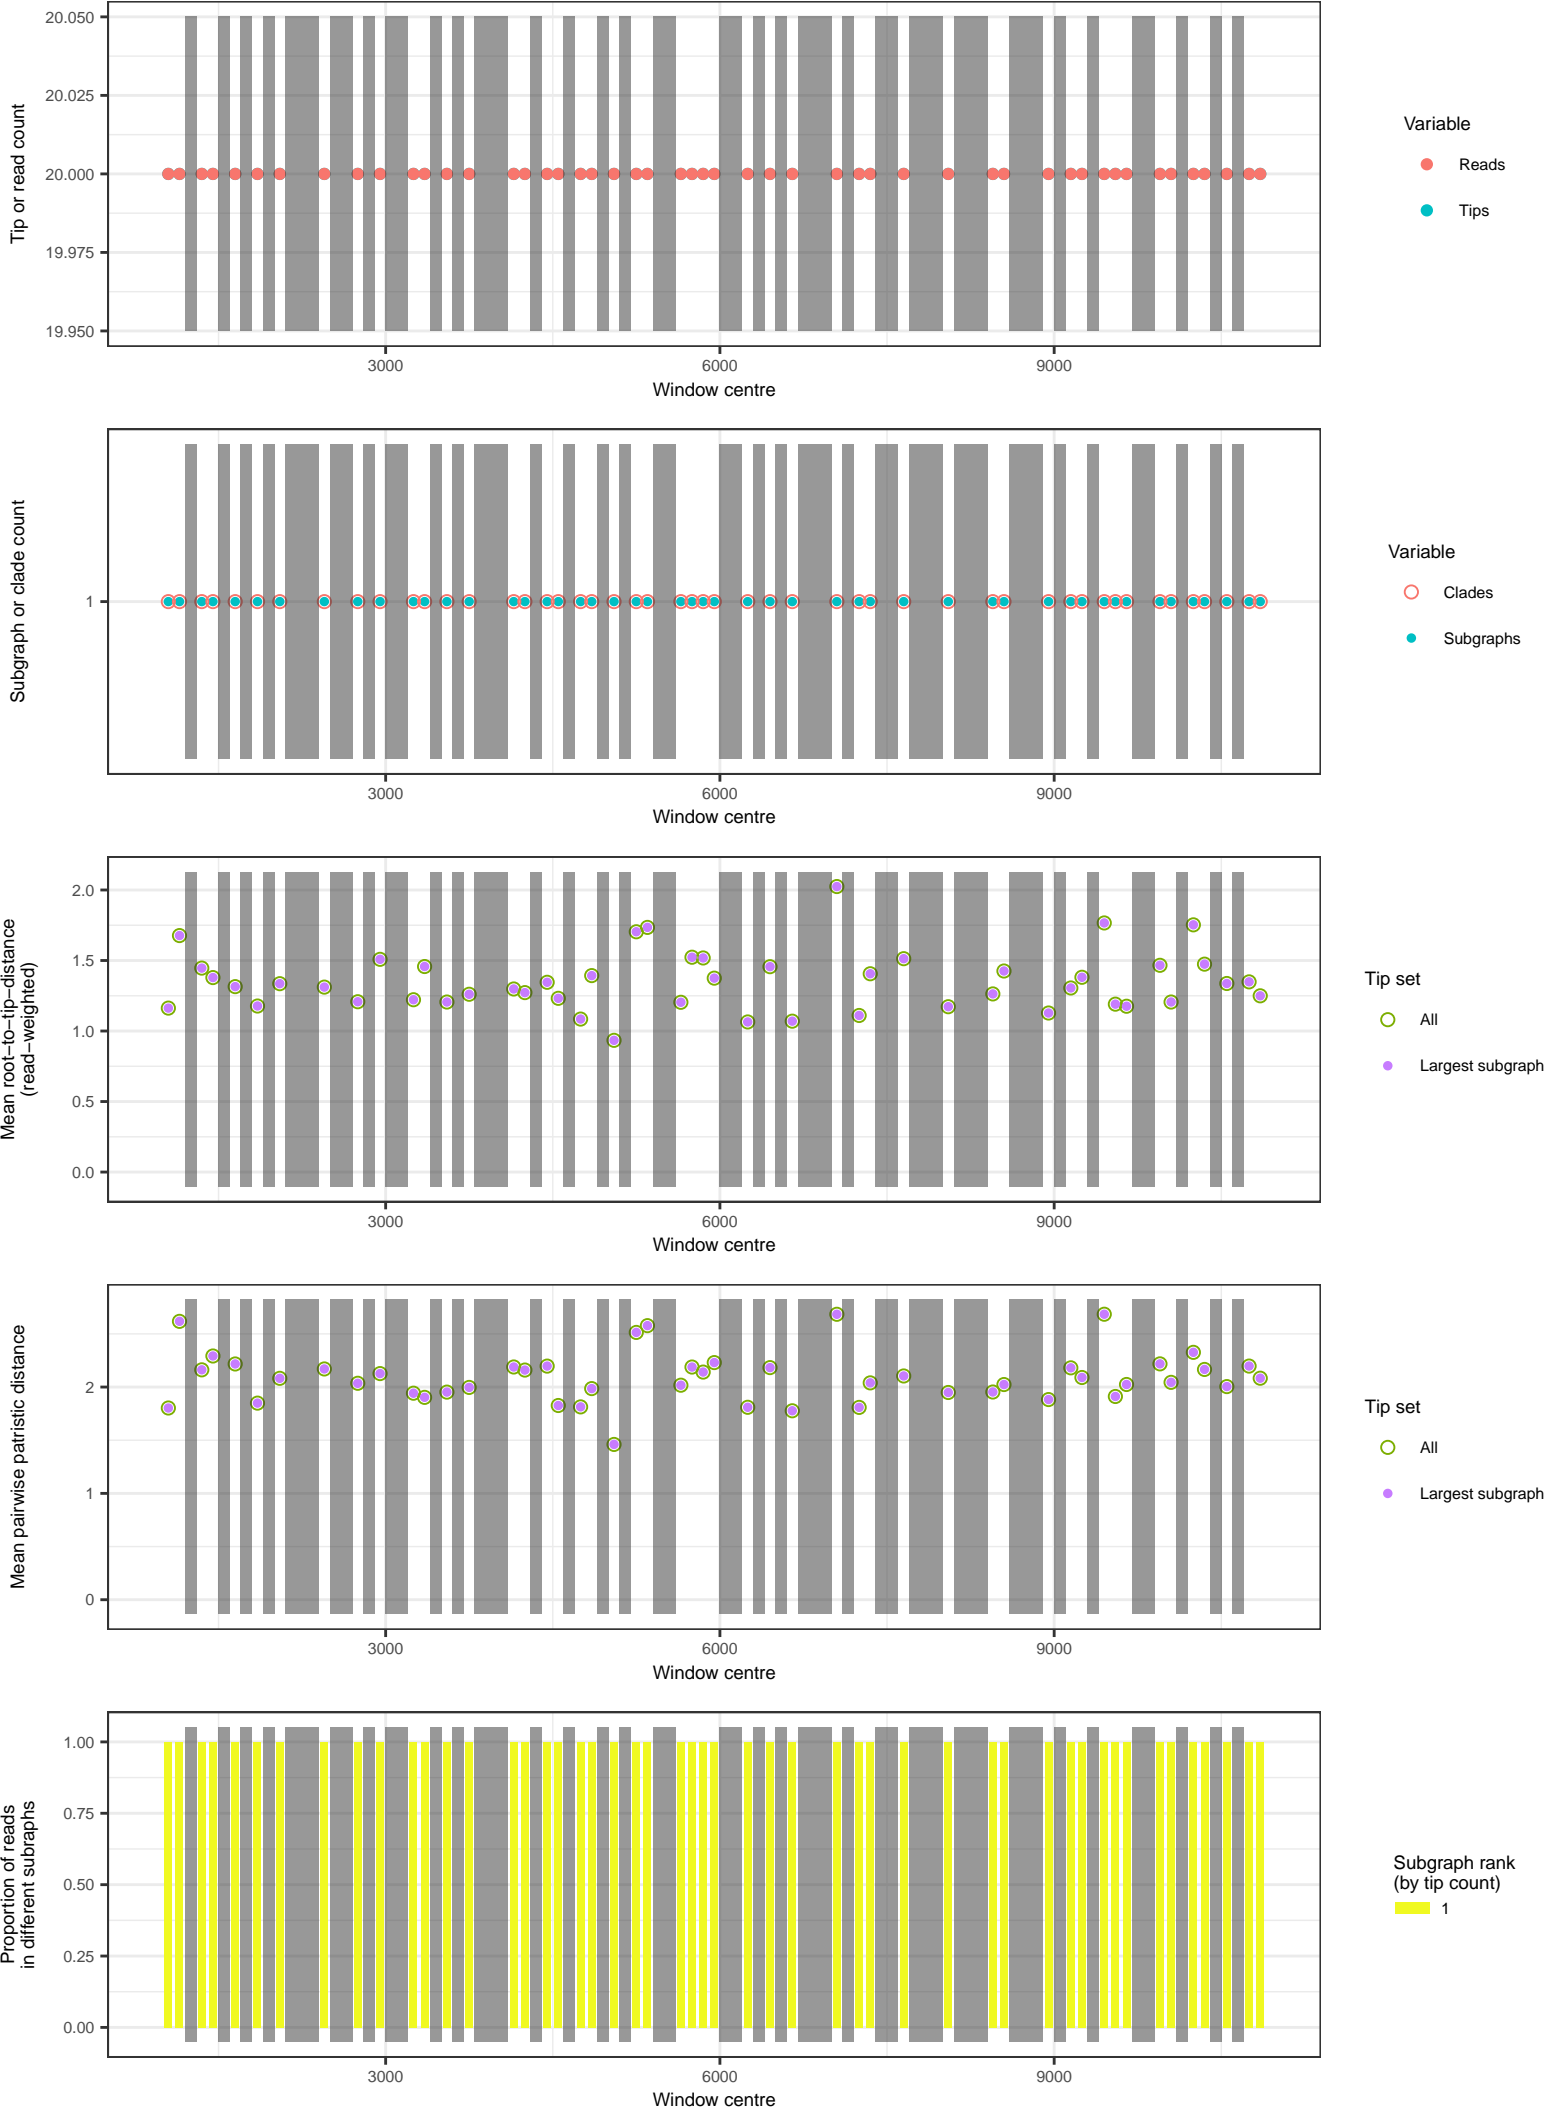 20.050
20.025
20.000
19.975
19.950
Tip or read count
3000
6000
9000
Window centre
Variable
Reads
Tips
1
Subgraph or clade count
3000
6000
9000
Window centre
Variable
Clades
Subgraphs
2.0
1.5
1.0
0.5
0.0
Mean root−to−tip−distance
(read−weighted)
3000
6000
9000
Window centre
Tip set
All
Largest subgraph
2
1
0
Mean pairwise patristic distance
3000
6000
9000
Window centre
Tip set
All
Largest subgraph
1.00
0.75
0.50
0.25
0.00
Proportion of reads
in different subraphs
3000
6000
9000
Window centre
Subgraph rank
(by tip count)
1